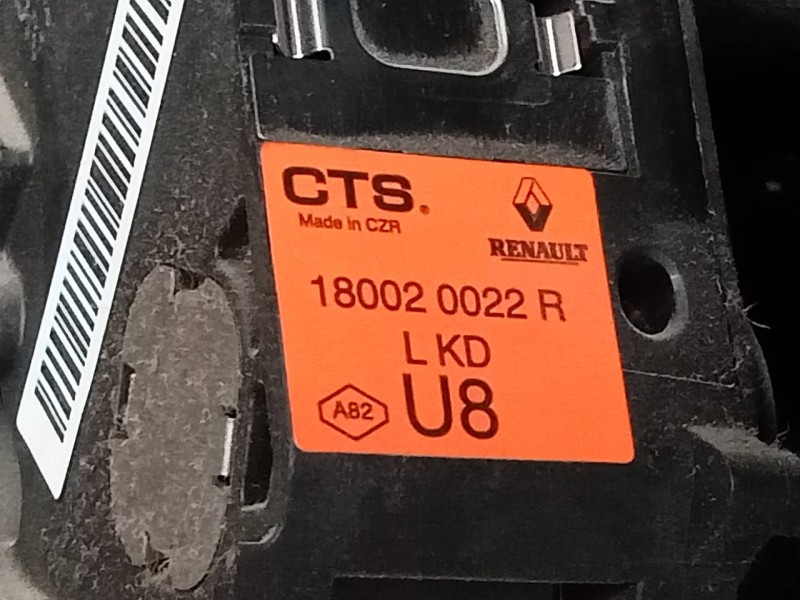 CTS®
Made in CZR
RENAULT
18002 0022 R
L KD
A82
U8